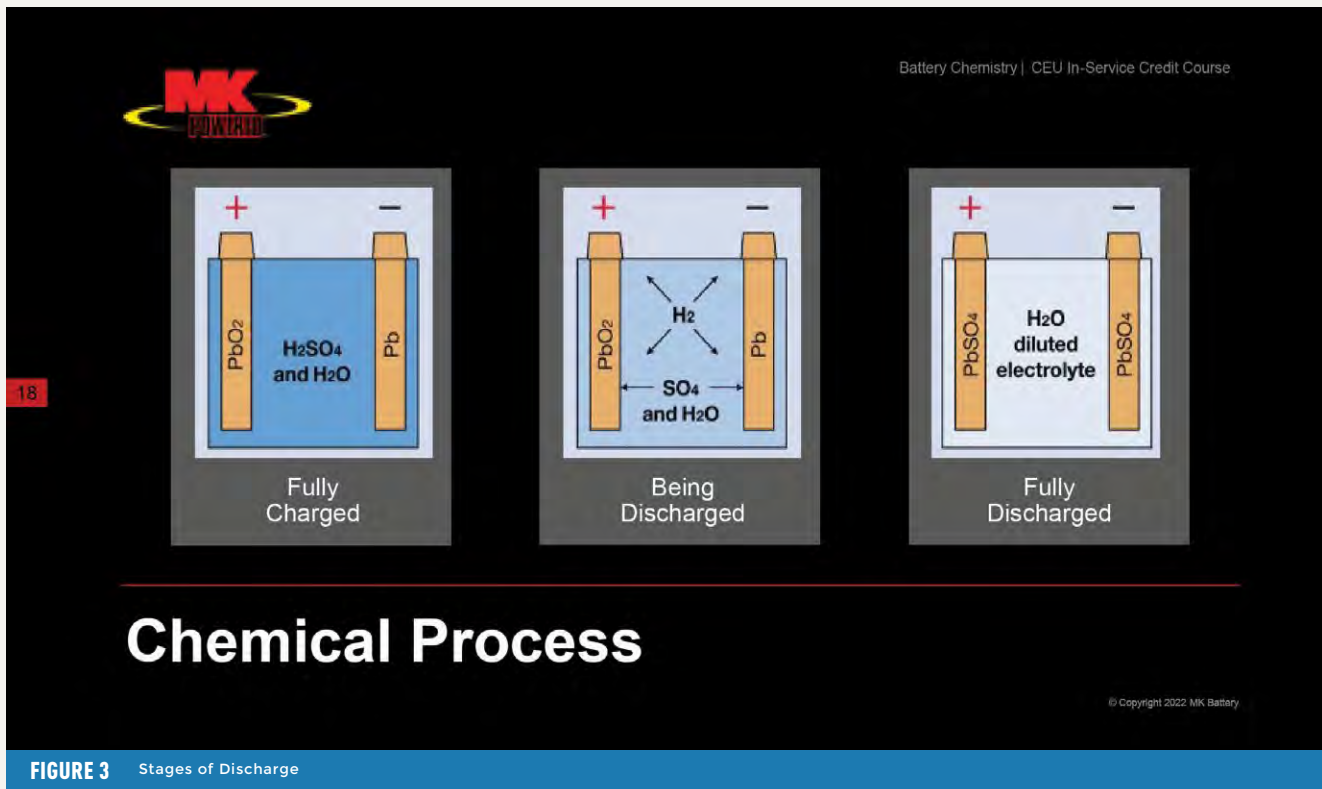 MK
POWERED
Battery Chemistry | CEU In-Service Credit Course
18
+ −
PbO2
H2SO4
and H2O
Pb
Fully
Charged
+ −
PbO2
H2
SO4
and H2O
Pb
Being
Discharged
+ −
PbSO4
H2O
diluted
electrolyte
PbSO4
Fully
Discharged
Chemical Process
© Copyright 2022 MK Battery
FIGURE 3 Stages of Discharge